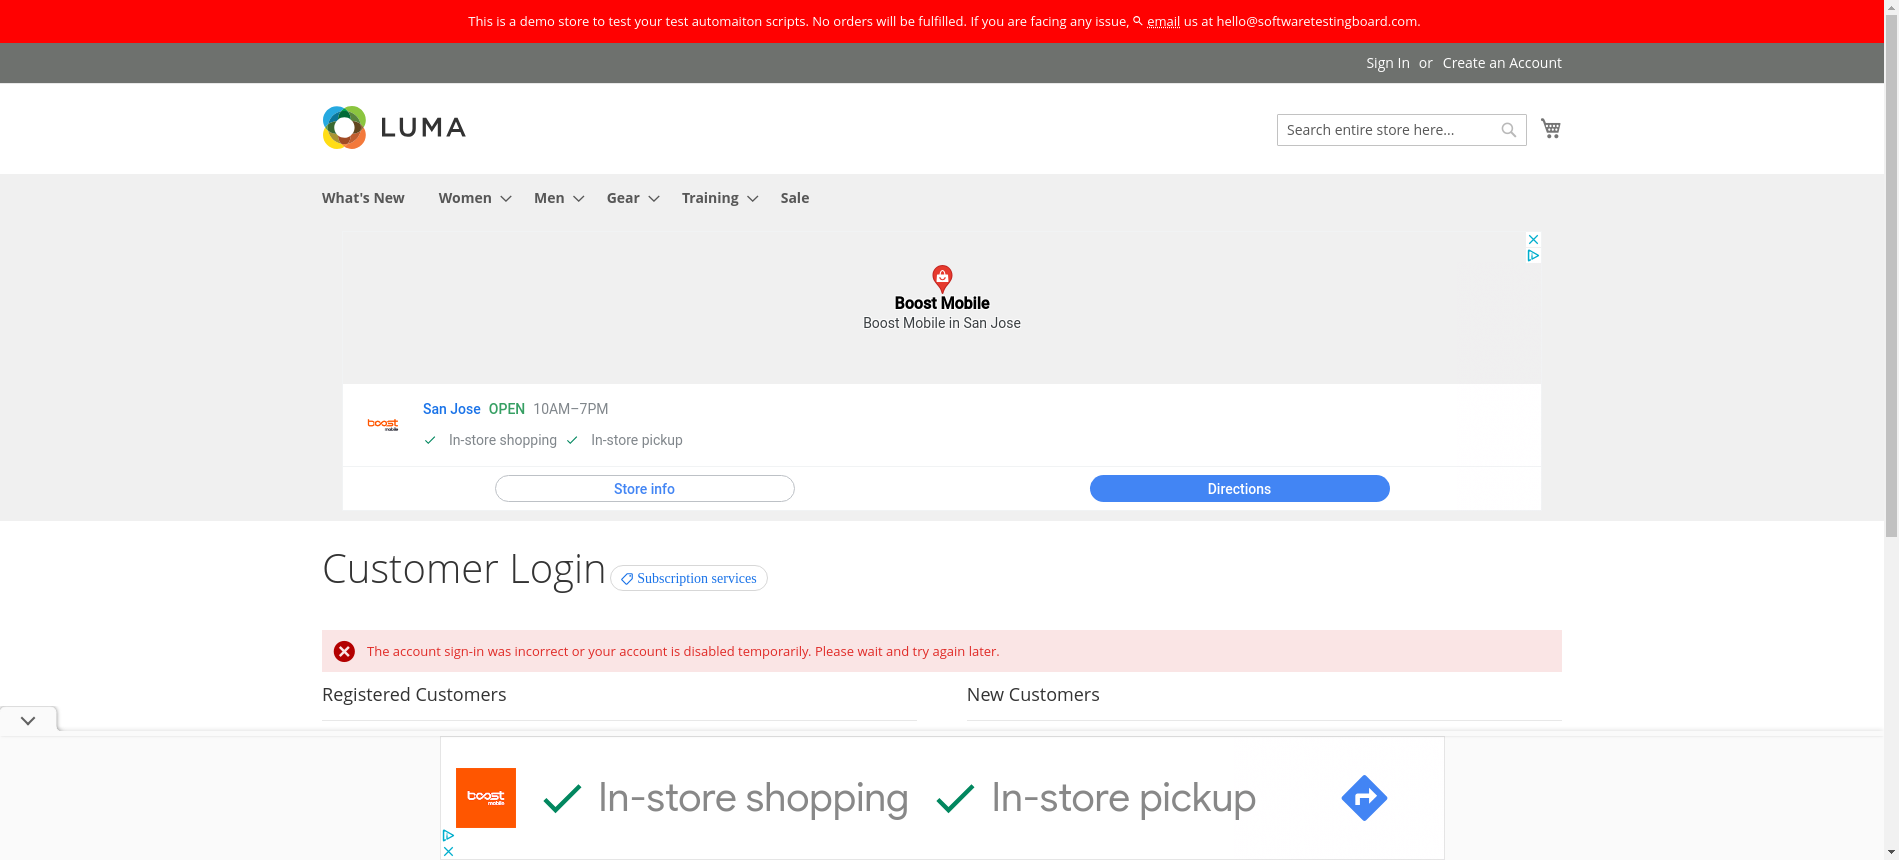 This is a demo store to test your test automaiton scripts. No orders will be fulfilled. If you are facing any issue, email us at hello@softwaretestingboard.com.
Sign In or Create an Account
LUMA
Search entire store here...
What's New Women Men Gear Training Sale
Boost Mobile
Boost Mobile in San Jose
boost mobile
San Jose OPEN 10AM–7PM
In-store shopping In-store pickup
Store info Directions
Customer Login Subscription services
The account sign-in was incorrect or your account is disabled temporarily. Please wait and try again later.
Registered Customers New Customers
boost mobile
In-store shopping In-store pickup